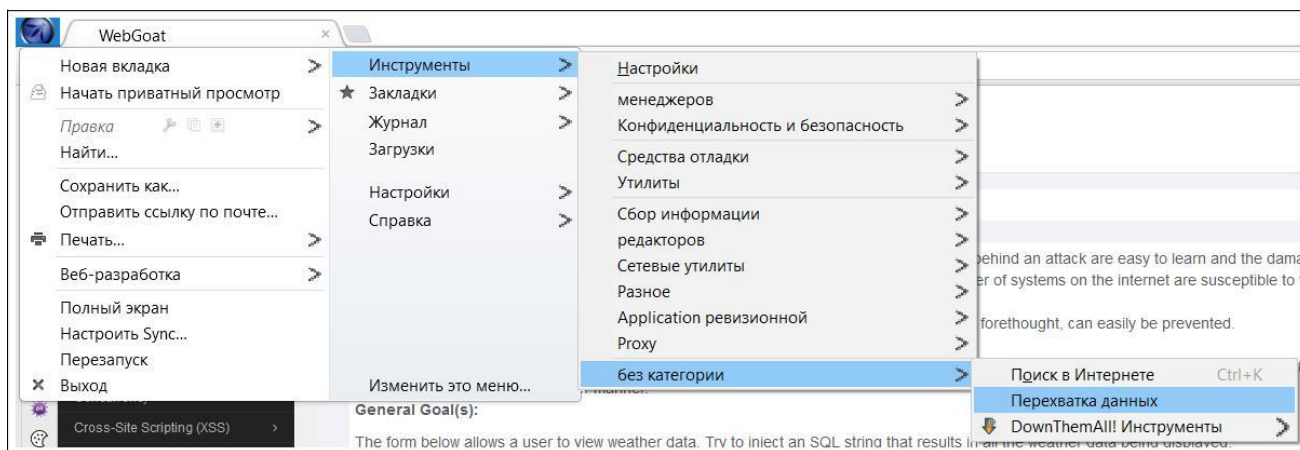 WebGoat
Новая вкладка
Начать приватный просмотр
Правка
Найти...
Сохранить как...
Отправить ссылку по почте...
Печать...
Веб-разработка
Полный экран
Настроить Sync...
Перезапуск
Выход
Инструменты
Закладки
Журнал
Загрузки
Настройки
Справка
Изменить это меню...
Настройки
менеджеров
Конфиденциальность и безопасность
Средства отладки
Утилиты
Сбор информации
редакторов
Сетевые утилиты
Разное
Application ревизионной
Proxy
без категории
Поиск в Интернете Ctrl+K
Перехватка данных
DownThemAll! Инструменты
behind an attack are easy to learn and the dama
er of systems on the internet are susceptible to
forethought, can easily be prevented.
manner.
General Goal(s):
Cross-Site Scripting (XSS)
The form below allows a user to view weather data. Try to inject an SQL string that results in all the weather data being displayed.